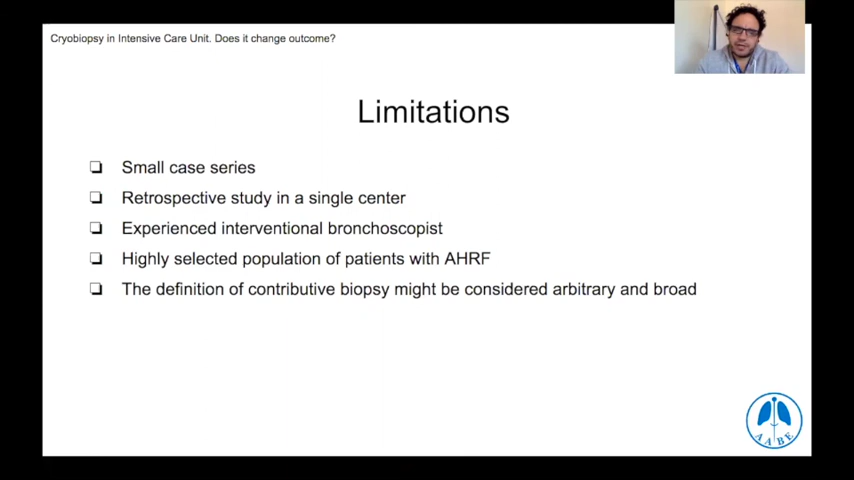 Cryobiopsy in Intensive Care Unit. Does it change outcome?
Limitations
Small case series
Retrospective study in a single center
Experienced interventional bronchoscopist
Highly selected population of patients with AHRF
The definition of contributive biopsy might be considered arbitrary and broad
AABE